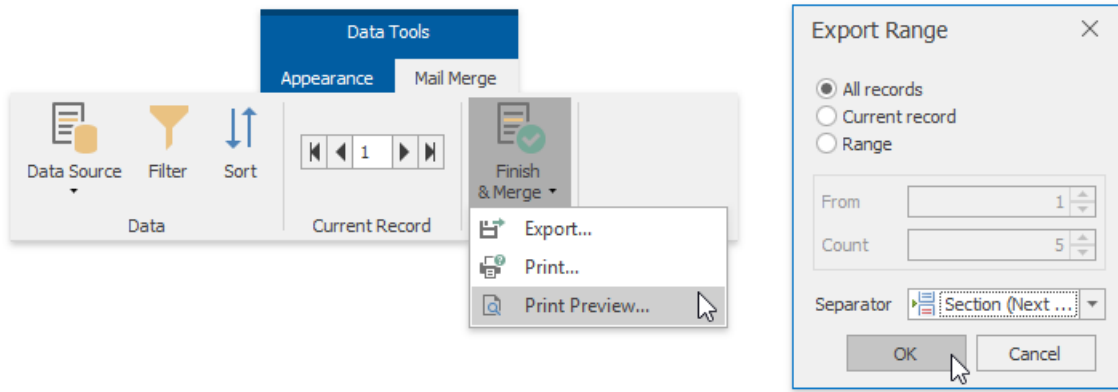 Data Tools
Appearance Mail Merge
Data Source Filter Sort
1
Finish
& Merge
Data Current Record
Export...
Print...
Print Preview...
Export Range
All records
Current record
Range
From 1
Count 5
Separator Section (Next ...
OK Cancel